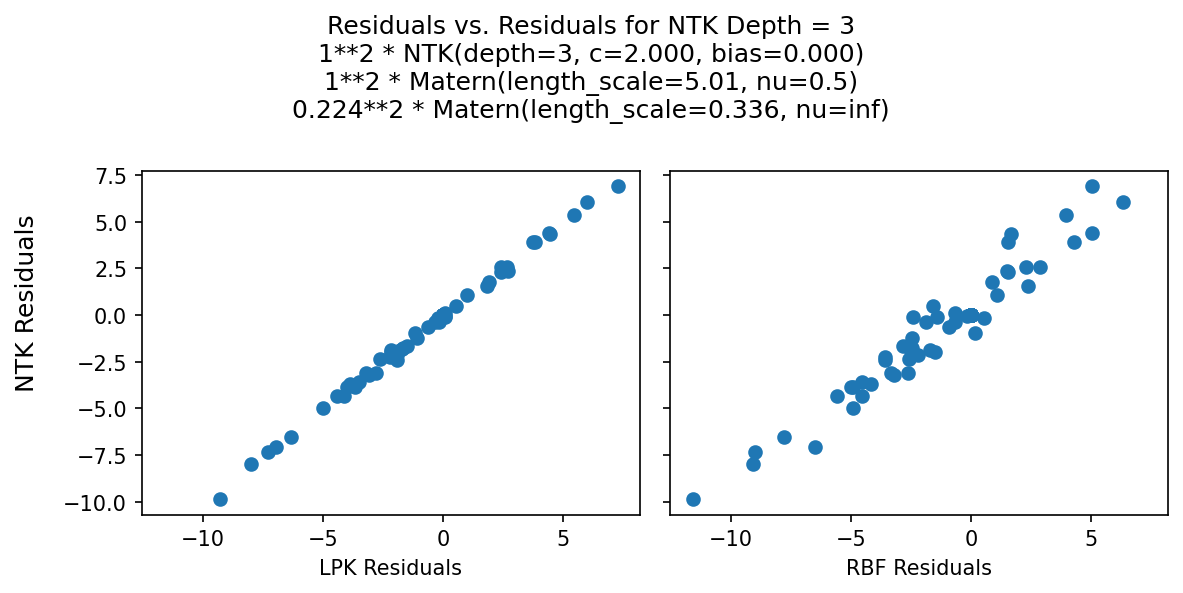 Residuals vs. Residuals for NTK Depth = 3
1**2 * NTK(depth=3, c=2.000, bias=0.000)
1**2 * Matern(length_scale=5.01, nu=0.5)
0.224**2 * Matern(length_scale=0.336, nu=inf)
NTK Residuals
7.5
5.0
2.5
0.0
−2.5
−5.0
−7.5
−10.0
−10 −5 0 5
LPK Residuals
−10 −5 0 5
RBF Residuals